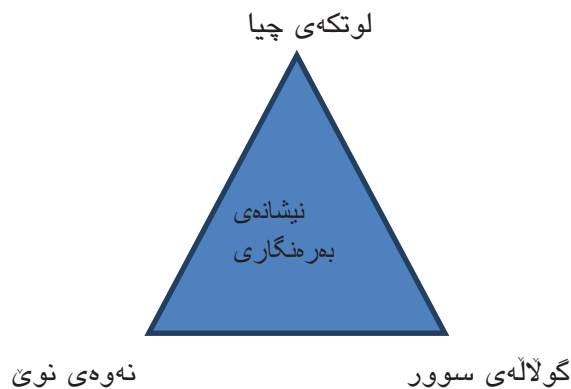 لوتکەی چیا
نیشانەی
بەرەنگاری
گوڵاڵەی سوور
نەوەی نوێ